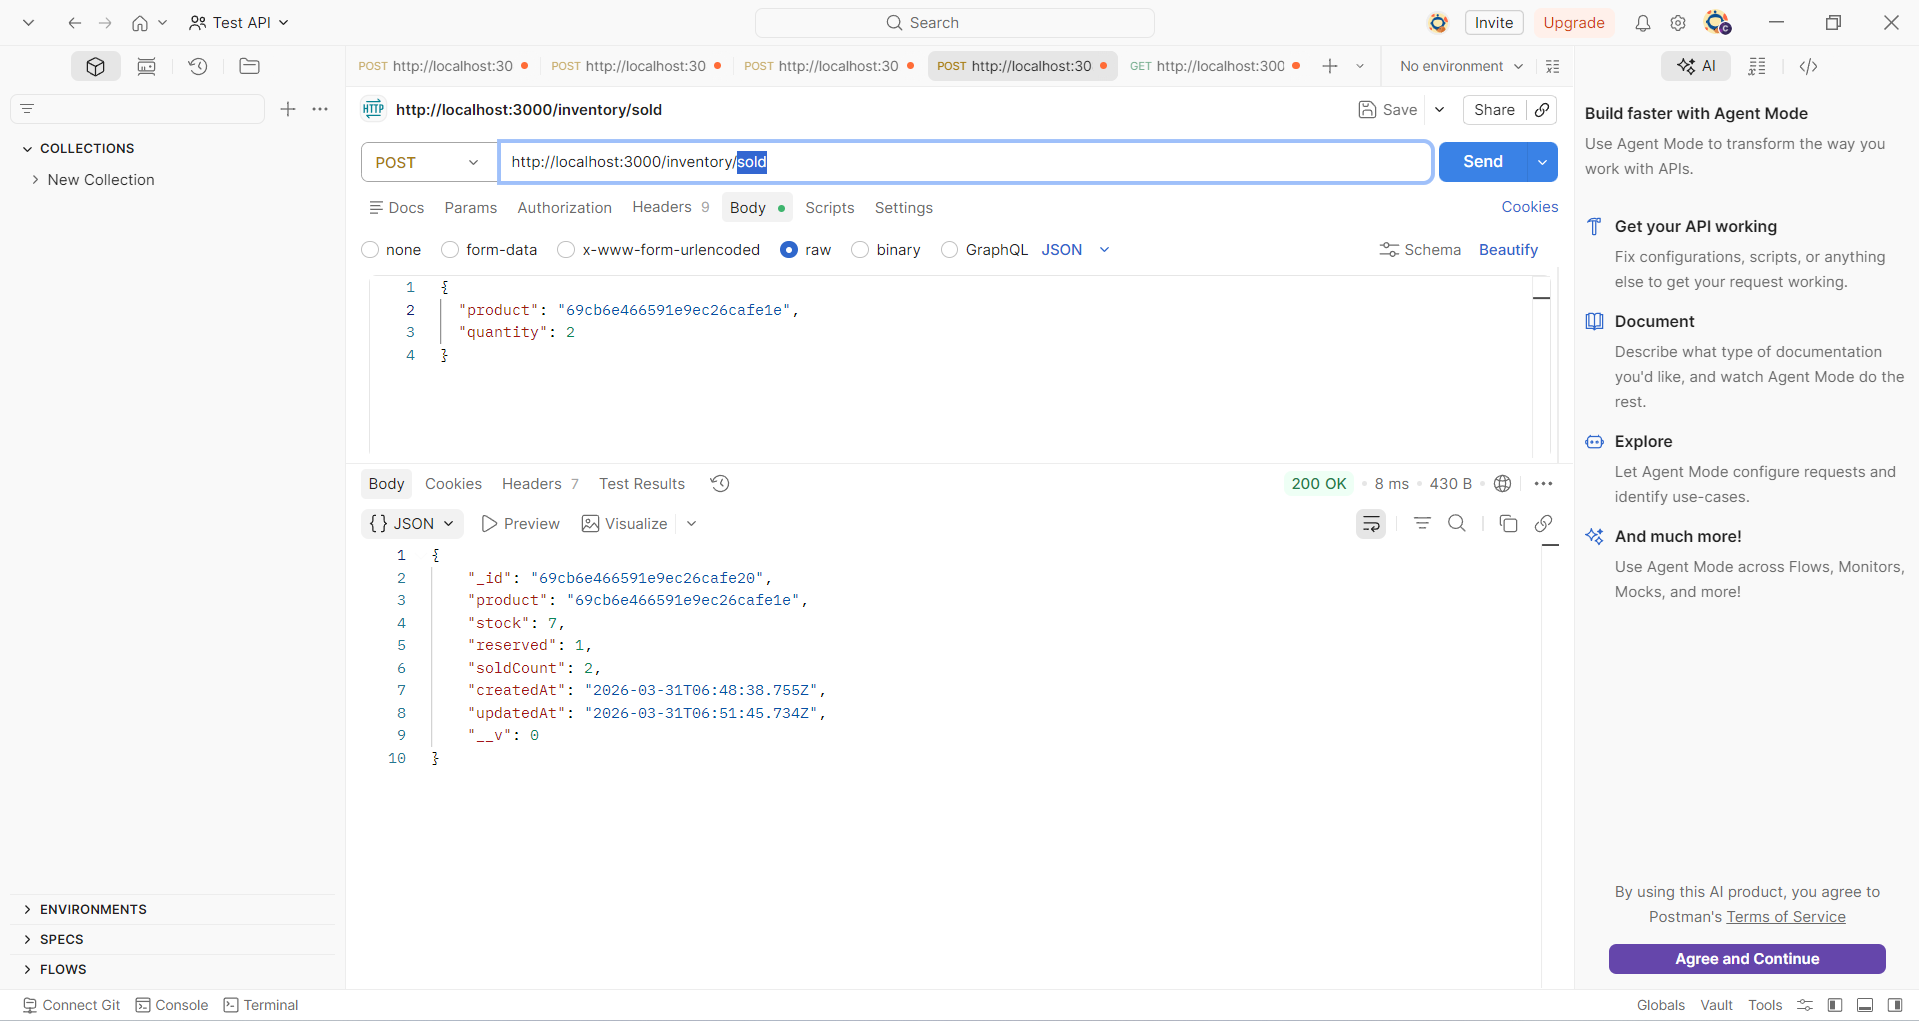 Test API
Search
Invite
Upgrade
POST http://localhost:30
POST http://localhost:30
POST http://localhost:30
POST http://localhost:30
GET http://localhost:300
No environment
AI
COLLECTIONS
New Collection
HTTP
http://localhost:3000/inventory/sold
Save
Share
POST
http://localhost:3000/inventory/sold
Send
Docs
Params
Authorization
Headers 9
Body
Scripts
Settings
Cookies
none
form-data
x-www-form-urlencoded
raw
binary
GraphQL
JSON
Schema
Beautify
1 {
2 "product": "69cb6e466591e9ec26cafe1e",
3 "quantity": 2
4 }
Body
Cookies
Headers 7
Test Results
200 OK
8 ms
430 B
{} JSON
Preview
Visualize
1 {
2 "_id": "69cb6e466591e9ec26cafe20",
3 "product": "69cb6e466591e9ec26cafe1e",
4 "stock": 7,
5 "reserved": 1,
6 "soldCount": 2,
7 "createdAt": "2026-03-31T06:48:38.755Z",
8 "updatedAt": "2026-03-31T06:51:45.734Z",
9 "__v": 0
10 }
Build faster with Agent Mode
Use Agent Mode to transform the way you
work with APIs.
Get your API working
Fix configurations, scripts, or anything
else to get your request working.
Document
Describe what type of documentation
you'd like, and watch Agent Mode do the
rest.
Explore
Let Agent Mode configure requests and
identify use-cases.
And much more!
Use Agent Mode across Flows, Monitors,
Mocks, and more!
By using this AI product, you agree to
Postman's Terms of Service
Agree and Continue
ENVIRONMENTS
SPECS
FLOWS
Connect Git
Console
Terminal
Globals
Vault
Tools